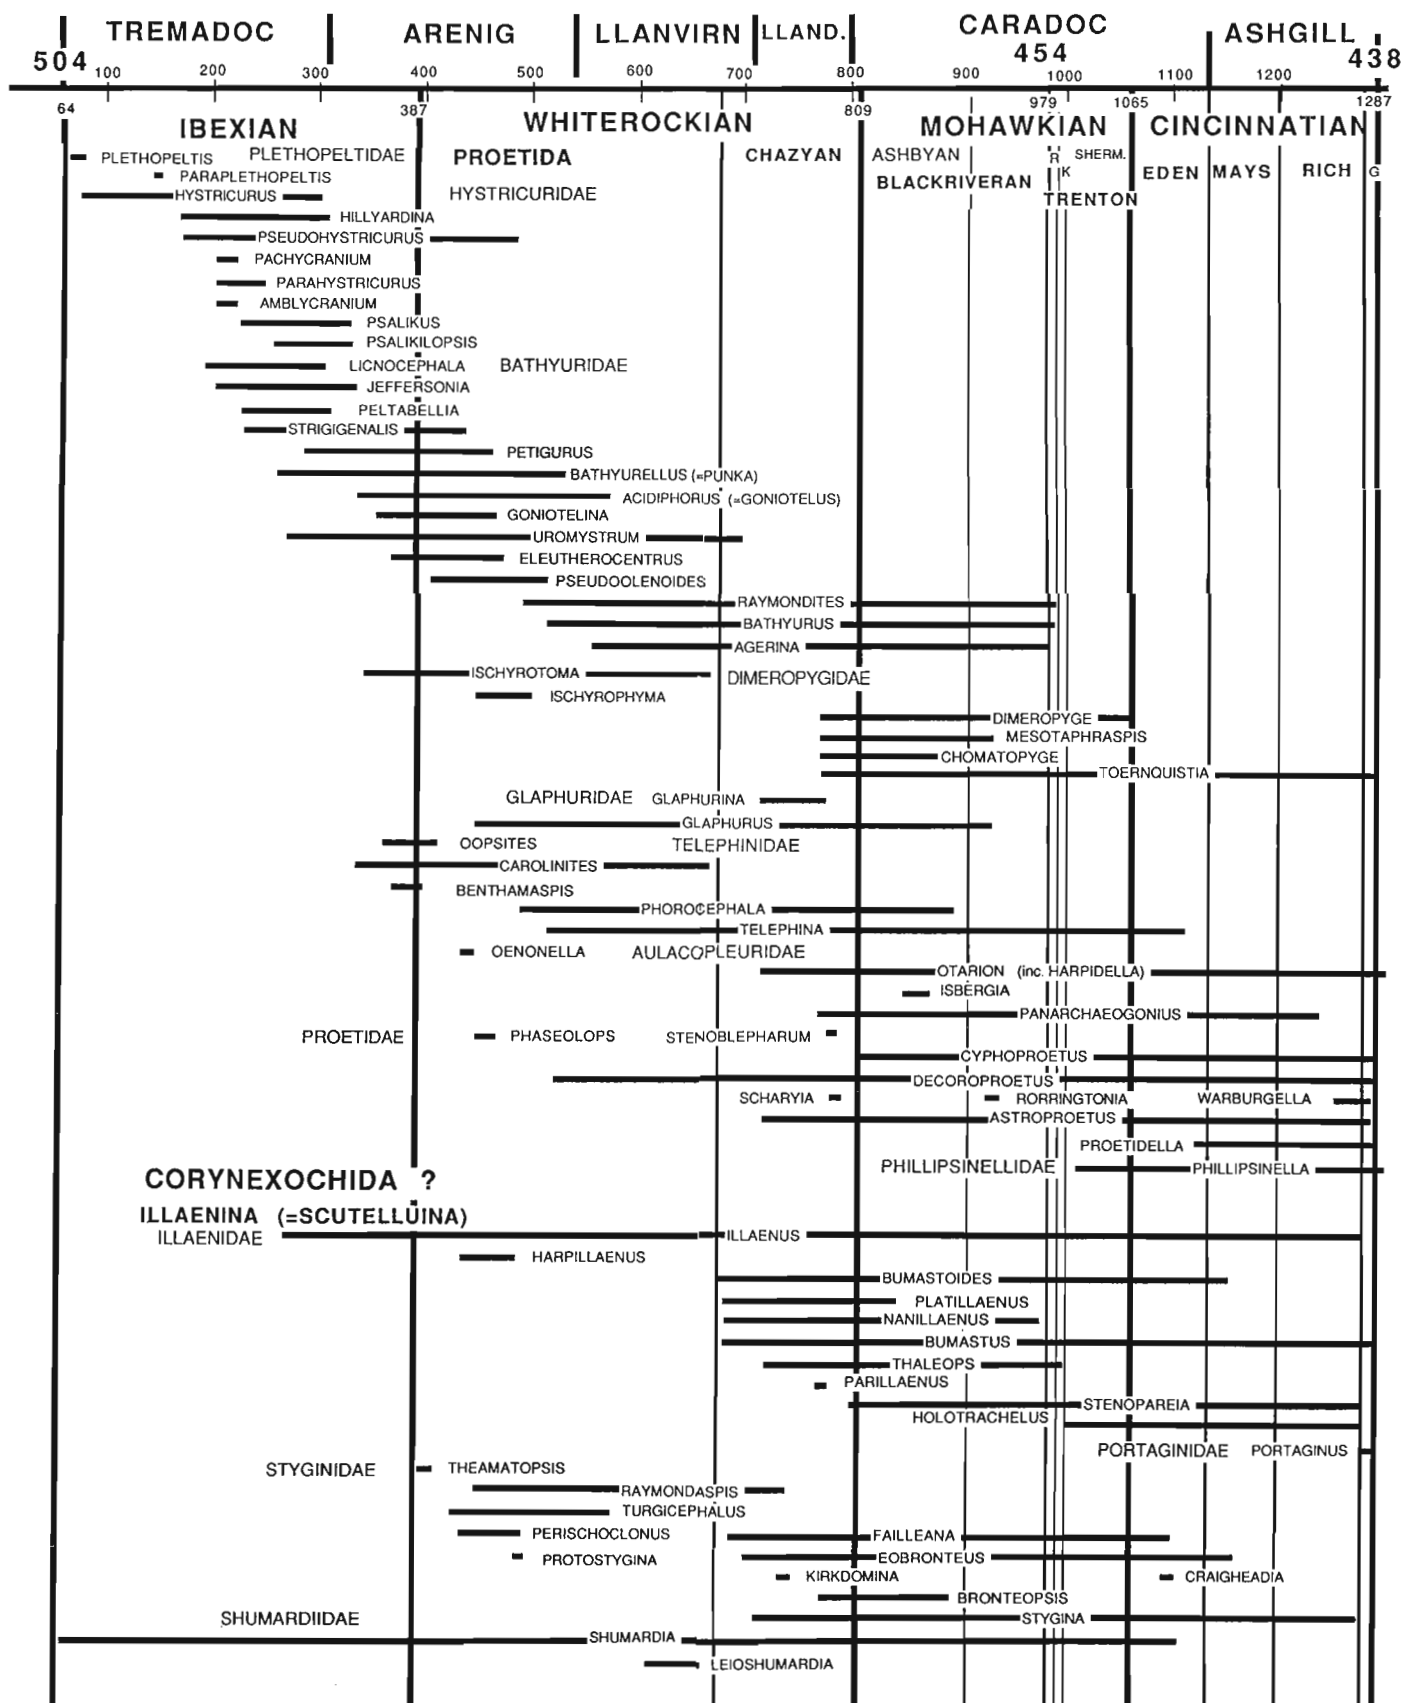 TREMADOC ARENIG LLANVIRN LLAND. CARADOC ASHGILL
504 454 438
100 200 300 400 500 600 700 800 900 1000 1100 1200
64 387 809 979 1065 1287
IBEXIAN WHITEROCKIAN MOHAWKIAN CINCINNATIAN
PLETHOPELTIS PLETHOPELTIDAE PROETIDA CHAZYAN ASHBYAN R SHERM.
PARAPLETHOPELTIS BLACKRIVERAN K EDEN MAYS RICH G
HYSTRICURUS HYSTRICURIDAE TRENTON
HILLYARDINA
PSEUDOHYSTRICURUS
PACHYCRANIUM
PARAHYSTRICURUS
AMBLYCRANIUM
PSALIKUS
PSALIKILOPSIS
LICNOCEPHALA BATHYURIDAE
JEFFERSONIA
PELTABELLIA
STRIGIGENALIS
PETIGURUS
BATHYURELLUS (=PUNKA)
ACIDIPHORUS (=GONIOTELUS)
GONIOTELINA
UROMYSTRUM
ELEUTHEROCENTRUS
PSEUDOOLENOIDES
RAYMONDITES
BATHYURUS
AGERINA
ISCHYROTOMA DIMEROPYGIDAE
ISCHYROPHYMA
DIMEROPYGE
MESOTAPHRASPIS
CHOMATOPYGE
TOERNQUISTIA
GLAPHURIDAE GLAPHURINA
GLAPHURUS
OOPSITES TELEPHINIDAE
CAROLINITES
BENTHAMASPIS
PHOROCEPHALA
TELEPHINA
OENONELLA AULACOPLEURIDAE
OTARION (inc. HARPIDELLA)
ISBERGIA
PANARCHAEOGONIUS
PROETIDAE PHASEOLOPS STENOBLEPHARUM
CYPHOPROETUS
DECOROPROETUS
SCHARYIA RORRINGTONIA WARBURGELLA
ASTROPROETUS
PROETIDELLA
PHILLIPSINELLIDAE PHILLIPSINELLA
CORYNEXOCHIDA ?
ILLAENINA (=SCUTELLUINA)
ILLAENIDAE ILLAENUS
HARPILLAENUS
BUMASTOIDES
PLATILLAENUS
NANILLAENUS
BUMASTUS
THALEOPS
PARILLAENUS
STENOPAREIA
HOLOTRACHELUS
PORTAGINIDAE PORTAGINUS
STYGINIDAE THEAMATOPSIS
RAYMONDASPIS
TURGICEPHALUS
PERISCHOCLONUS FAILLEANA
PROTOSTYGINA EOBRONTEUS
KIRKDOMINA CRAIGHEADIA
BRONTEOPSIS
SHUMARDIIDAE STYGINA
SHUMARDIA
LEIOSHUMARDIA